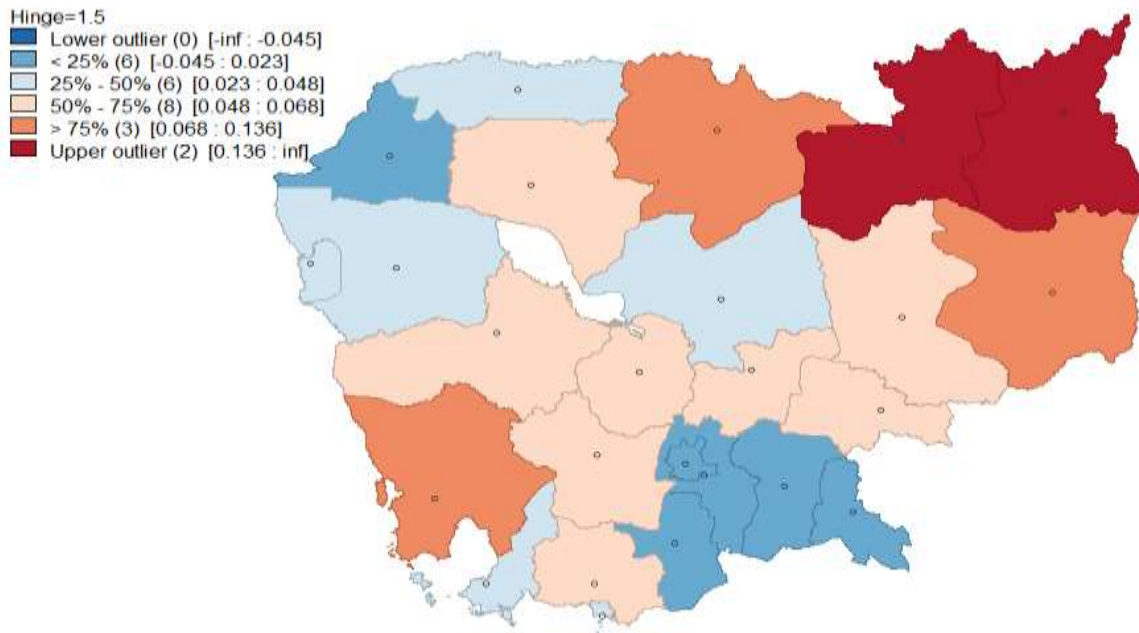 Hinge=1.5
Lower outlier (0) [-inf : -0.045]
< 25% (6) [-0.045 : 0.023]
25% - 50% (6) [0.023 : 0.048]
50% - 75% (8) [0.048 : 0.068]
> 75% (3) [0.068 : 0.136]
Upper outlier (2) [0.136 : inf]